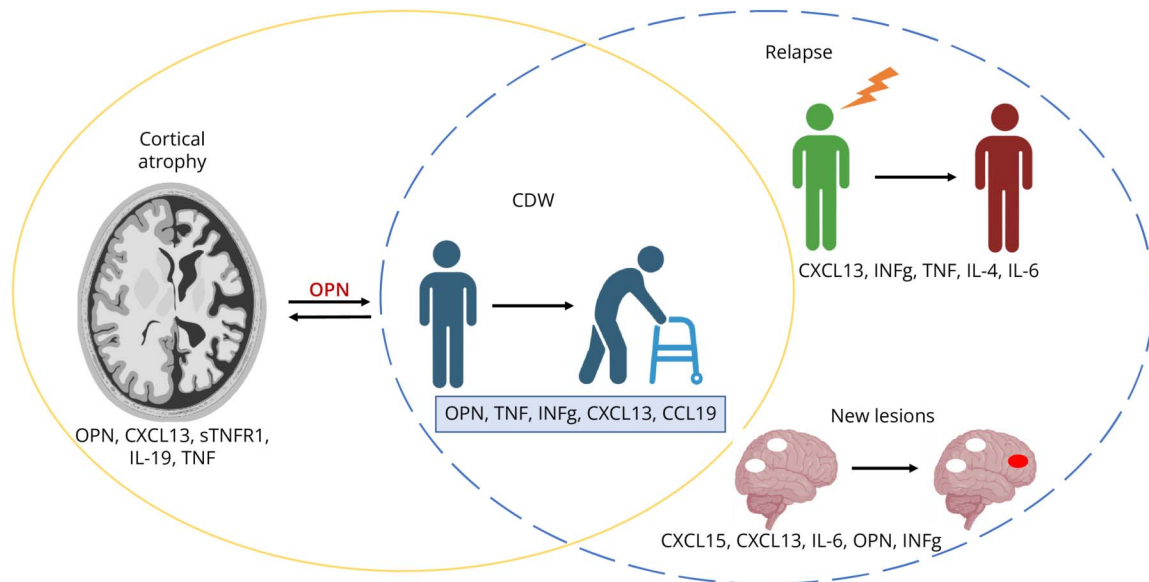 Relapse
CXCL13, INFg, TNF, IL-4, IL-6
Cortical
atrophy
OPN, CXCL13, sTNFR1,
IL-19, TNF
OPN
CDW
OPN, TNF, INFg, CXCL13, CCL19
New lesions
CXCL15, CXCL13, IL-6, OPN, INFg